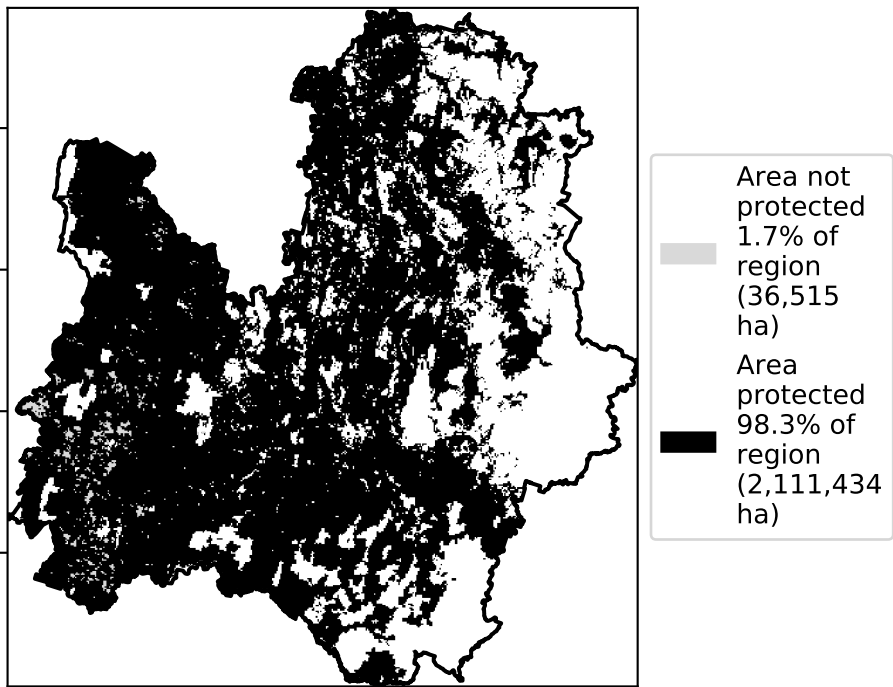 Area not
protected
1.7% of
region
(36,515
ha)
Area
protected
98.3% of
region
(2,111,434
ha)